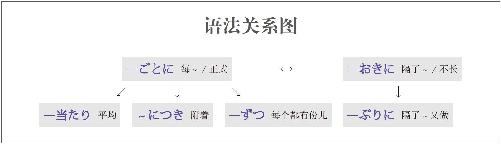 语法关系图
—ごとに 每~/正式
—おきに 隔了~/不长
—当たり 平均
~につき 附着
—ずつ 每个都有份儿
—ぶりに 隔了~又做